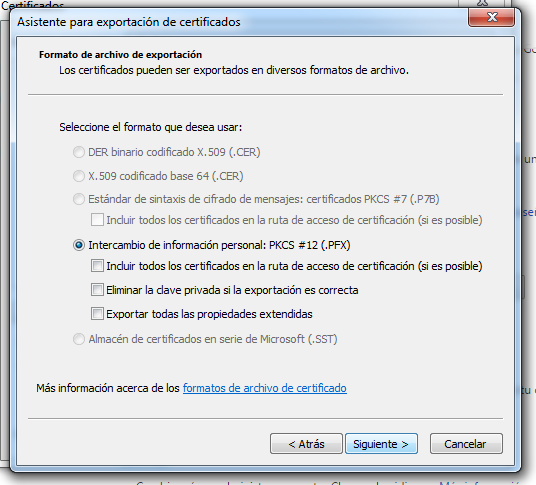 Certificados
Asistente para exportación de certificados
Formato de archivo de exportación
Los certificados pueden ser exportados en diversos formatos de archivo.
Seleccione el formato que desea usar:
DER binario codificado X.509 (.CER)
X.509 codificado base 64 (.CER)
Estándar de sintaxis de cifrado de mensajes: certificados PKCS #7 (.P7B)
Incluir todos los certificados en la ruta de acceso de certificación (si es posible)
Intercambio de información personal: PKCS #12 (.PFX)
Incluir todos los certificados en la ruta de acceso de certificación (si es posible)
Eliminar la clave privada si la exportación es correcta
Exportar todas las propiedades extendidas
Almacén de certificados en serie de Microsoft (.SST)
Más información acerca de los formatos de archivo de certificado
< Atrás
Siguiente >
Cancelar